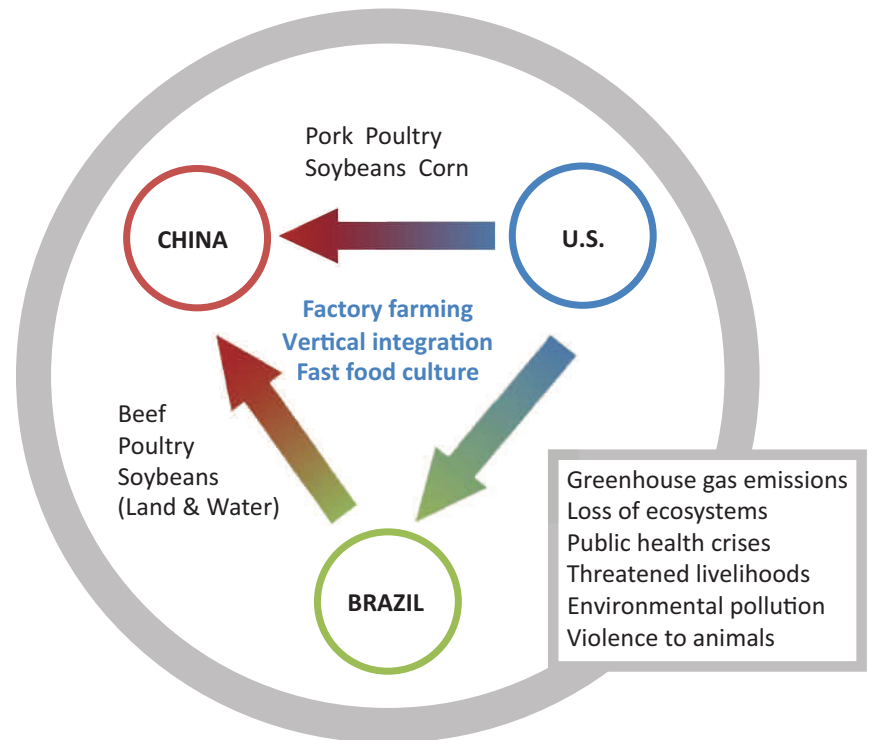 Pork Poultry
Soybeans Corn
CHINA
U.S.
Factory farming
Vertical integration
Fast food culture
Beef
Poultry
Soybeans
(Land & Water)
Greenhouse gas emissions
Loss of ecosystems
Public health crises
Threatened livelihoods
Environmental pollution
Violence to animals
BRAZIL